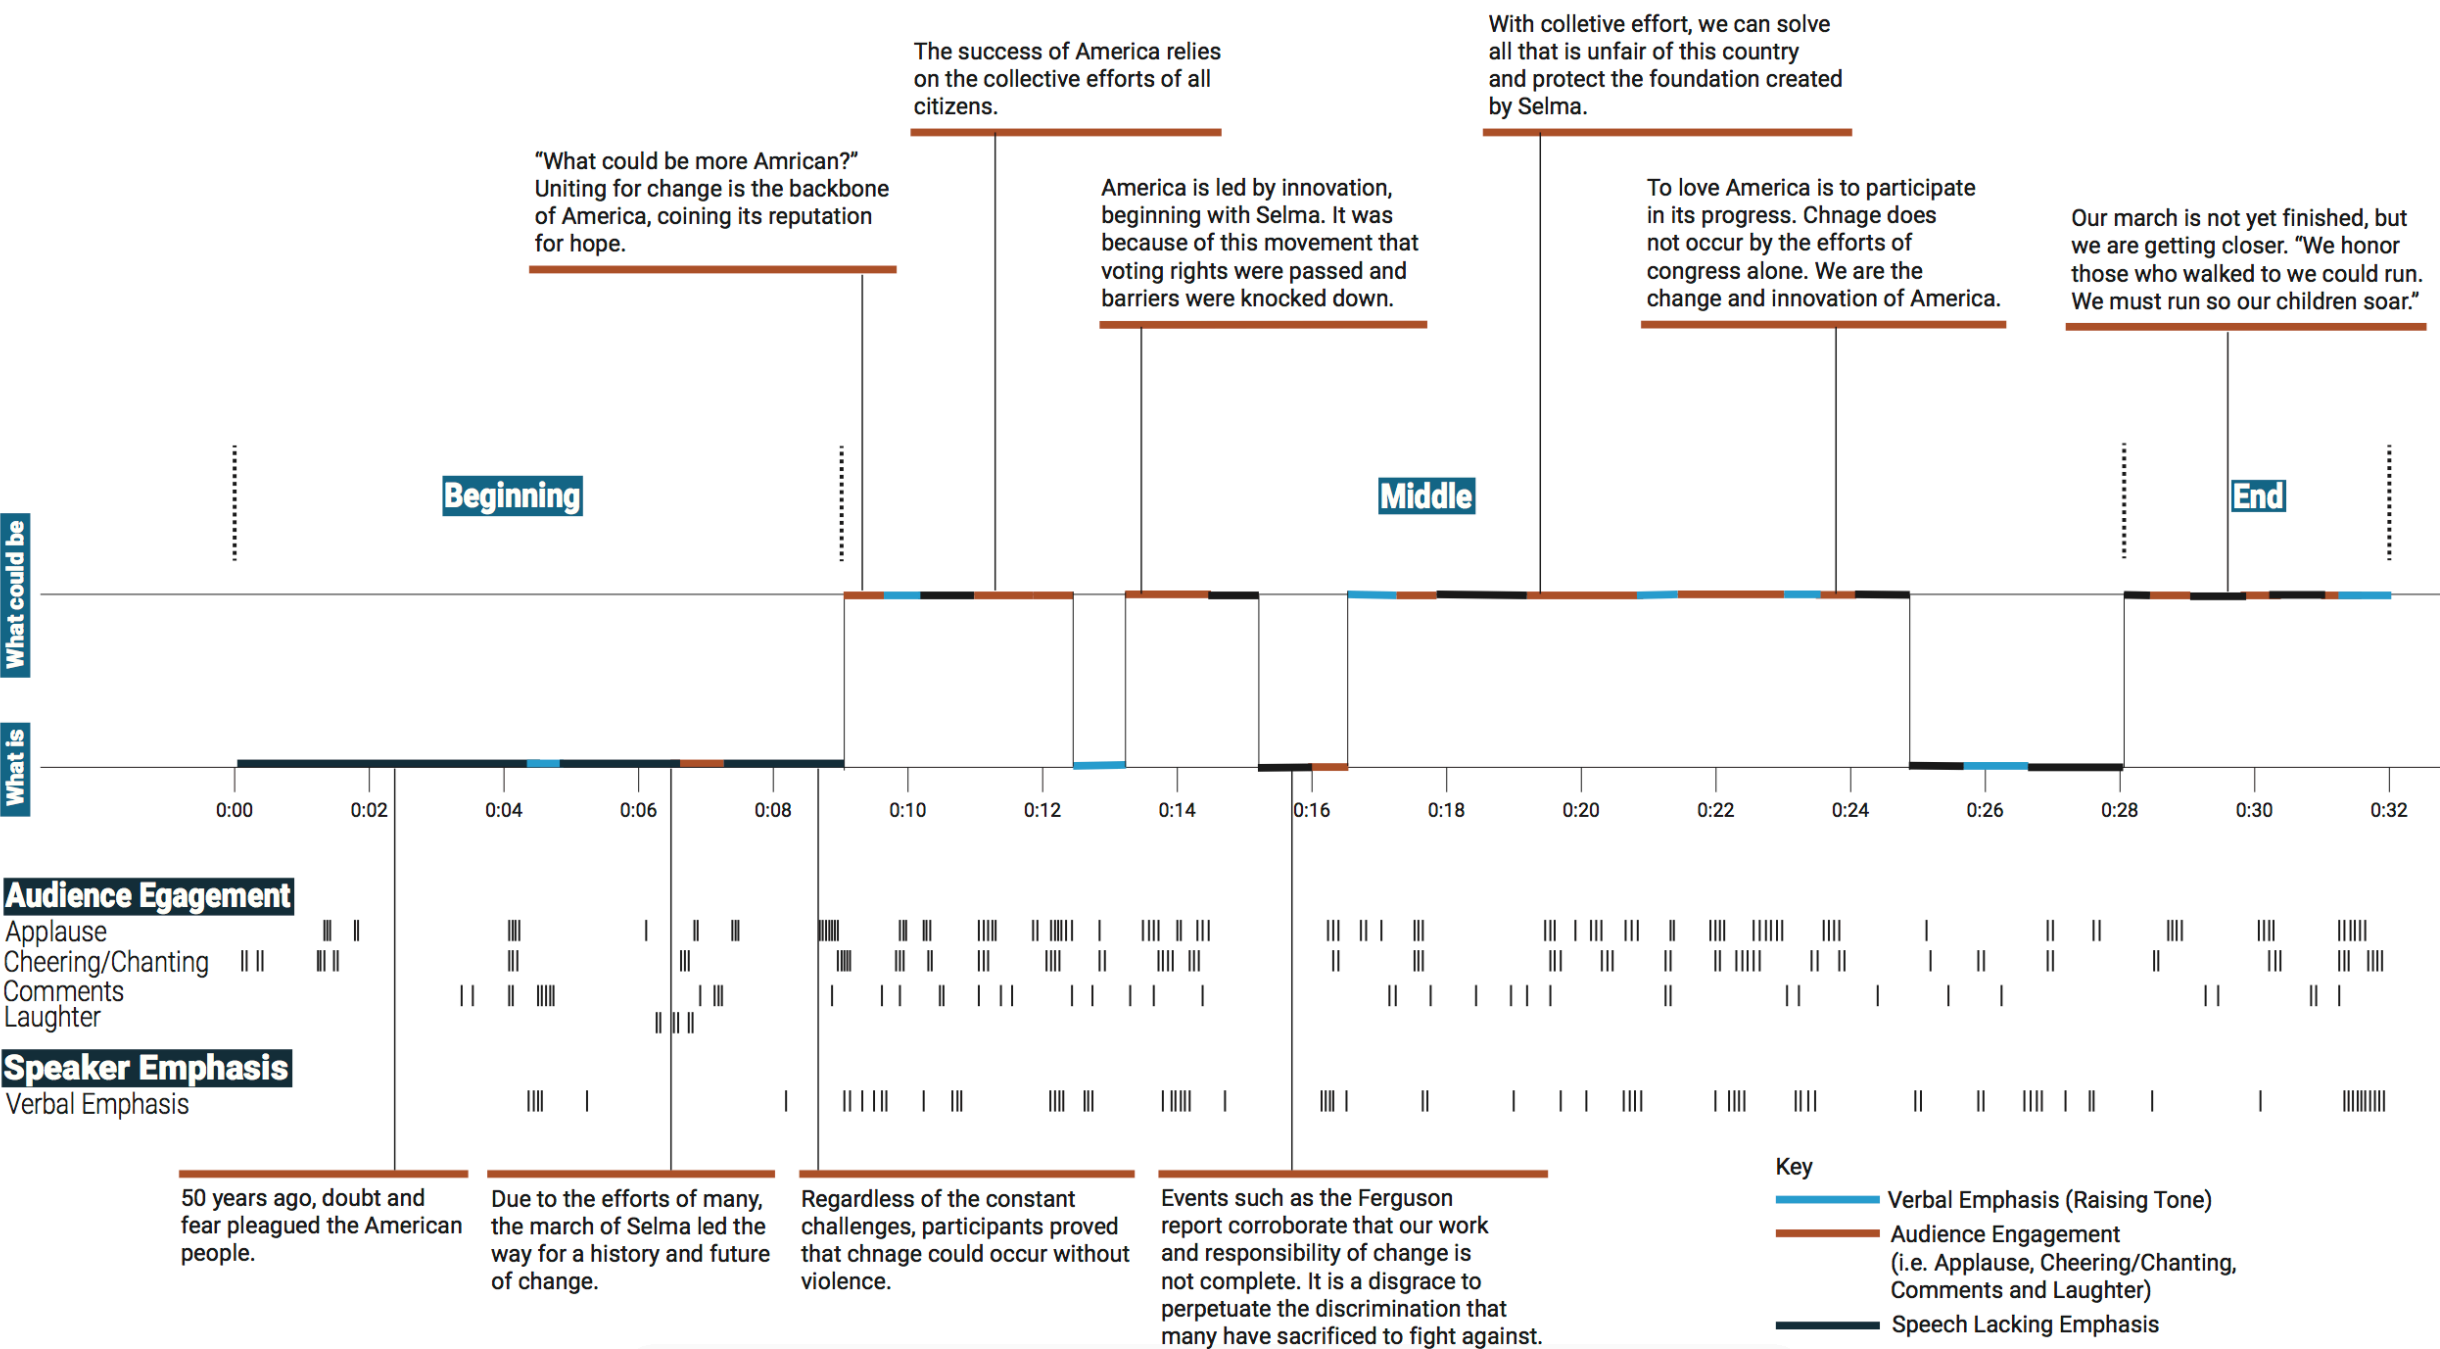 With colletive effort, we can solve
all that is unfair of this country
and protect the foundation created
by Selma.
The success of America relies
on the collective efforts of all
citizens.
“What could be more Amrican?”
Uniting for change is the backbone
of America, coining its reputation
for hope.
America is led by innovation,
beginning with Selma. It was
because of this movement that
voting rights were passed and
barriers were knocked down.
To love America is to participate
in its progress. Chnage does
not occur by the efforts of
congress alone. We are the
change and innovation of America.
Our march is not yet finished, but
we are getting closer. “We honor
those who walked to we could run.
We must run so our children soar.”
Beginning
Middle
End
What could be
What is
0:00 0:02 0:04 0:06 0:08 0:10 0:12 0:14 0:16 0:18 0:20 0:22 0:24 0:26 0:28 0:30 0:32
Audience Egagement
Applause
Cheering/Chanting
Comments
Laughter
Speaker Emphasis
Verbal Emphasis
50 years ago, doubt and
fear pleagued the American
people.
Due to the efforts of many,
the march of Selma led the
way for a history and future
of change.
Regardless of the constant
challenges, participants proved
that chnage could occur without
violence.
Events such as the Ferguson
report corroborate that our work
and responsibility of change is
not complete. It is a disgrace to
perpetuate the discrimination that
many have sacrificed to fight against.
Key
Verbal Emphasis (Raising Tone)
Audience Engagement
(i.e. Applause, Cheering/Chanting,
Comments and Laughter)
Speech Lacking Emphasis